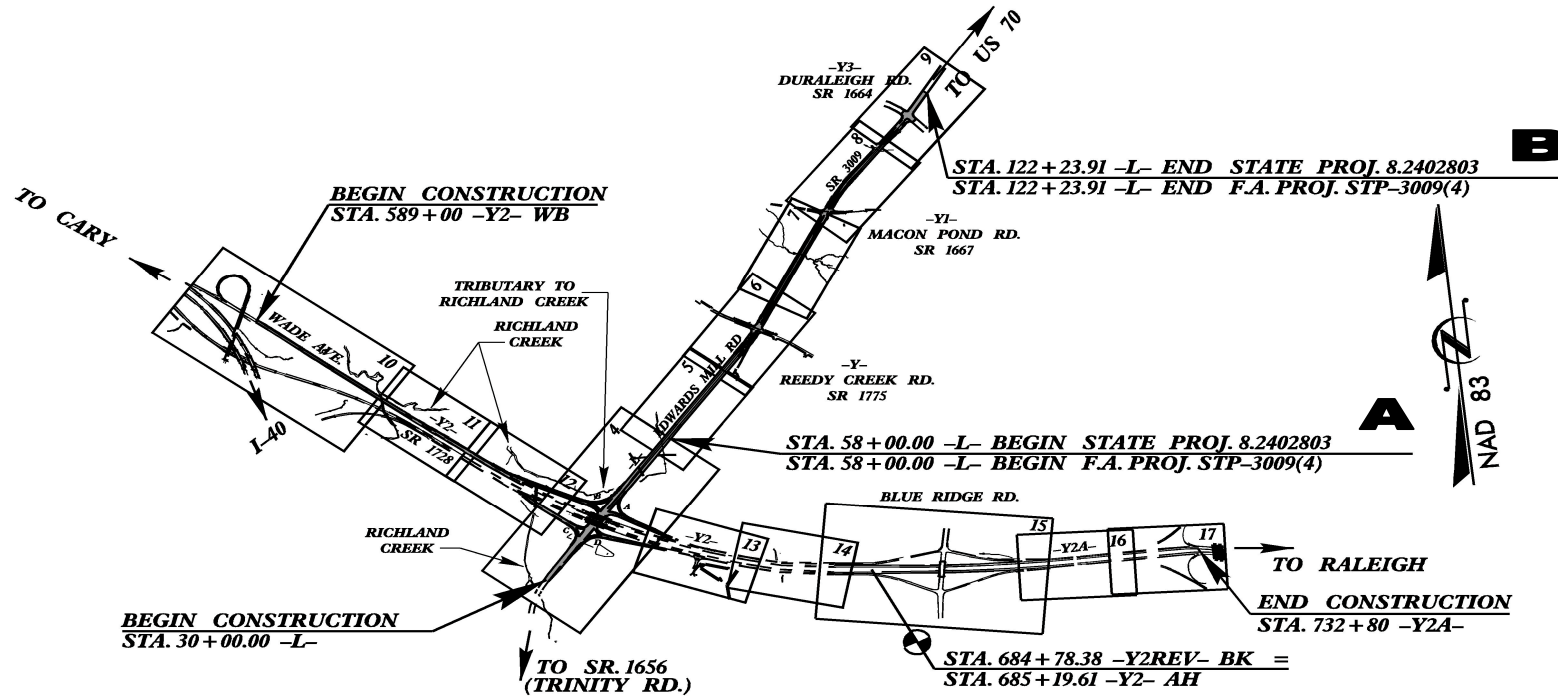 TO US 70
9
–Y3–
DURALEIGH RD.
SR 1664
8
SR 3009
B
STA. 122+23.91 –L– END STATE PROJ. 8.2402803
STA. 122+23.91 –L– END F.A. PROJ. STP–3009(4)
BEGIN CONSTRUCTION
STA. 589+00 –Y2– WB
TO CARY
7
–Y1–
MACON POND RD.
SR 1667
TRIBUTARY TO
RICHLAND CREEK
6
RICHLAND
CREEK
WADE AVE.
10
5
EDWARDS MILL RD
–Y–
REEDY CREEK RD.
SR 1775
NAD 83
I–40
–Y2–
11
SR 1728
4
A
STA. 58+00.00 –L– BEGIN STATE PROJ. 8.2402803
STA. 58+00.00 –L– BEGIN F.A. PROJ. STP–3009(4)
12
B
A
C
D
BLUE RIDGE RD.
RICHLAND
CREEK
–Y2–
13
14
15
–Y2A–
16
17
TO RALEIGH
BEGIN CONSTRUCTION
STA. 30+00.00 –L–
END CONSTRUCTION
STA. 732+80 –Y2A–
TO SR. 1656
(TRINITY RD.)
STA. 684+78.38 –Y2REV– BK =
STA. 685+19.61 –Y2– AH